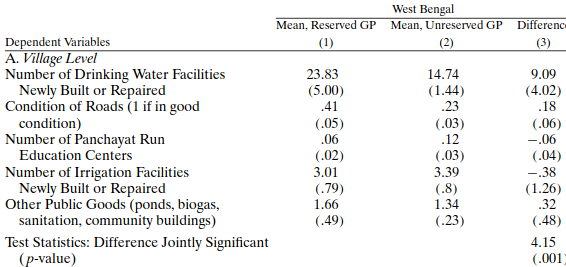 West Bengal
Mean, Reserved GP Mean, Unreserved GP Difference
Dependent Variables (1) (2) (3)
A. Village Level
Number of Drinking Water Facilities 23.83 14.74 9.09
Newly Built or Repaired (5.00) (1.44) (4.02)
Condition of Roads (1 if in good .41 .23 .18
condition) (.05) (.03) (.06)
Number of Panchayat Run .06 .12 −.06
Education Centers (.02) (.03) (.04)
Number of Irrigation Facilities 3.01 3.39 −.38
Newly Built or Repaired (.79) (.8) (1.26)
Other Public Goods (ponds, biogas, 1.66 1.34 .32
sanitation, community buildings) (.49) (.23) (.48)
Test Statistics: Difference Jointly Significant 4.15
(p-value) (.001)